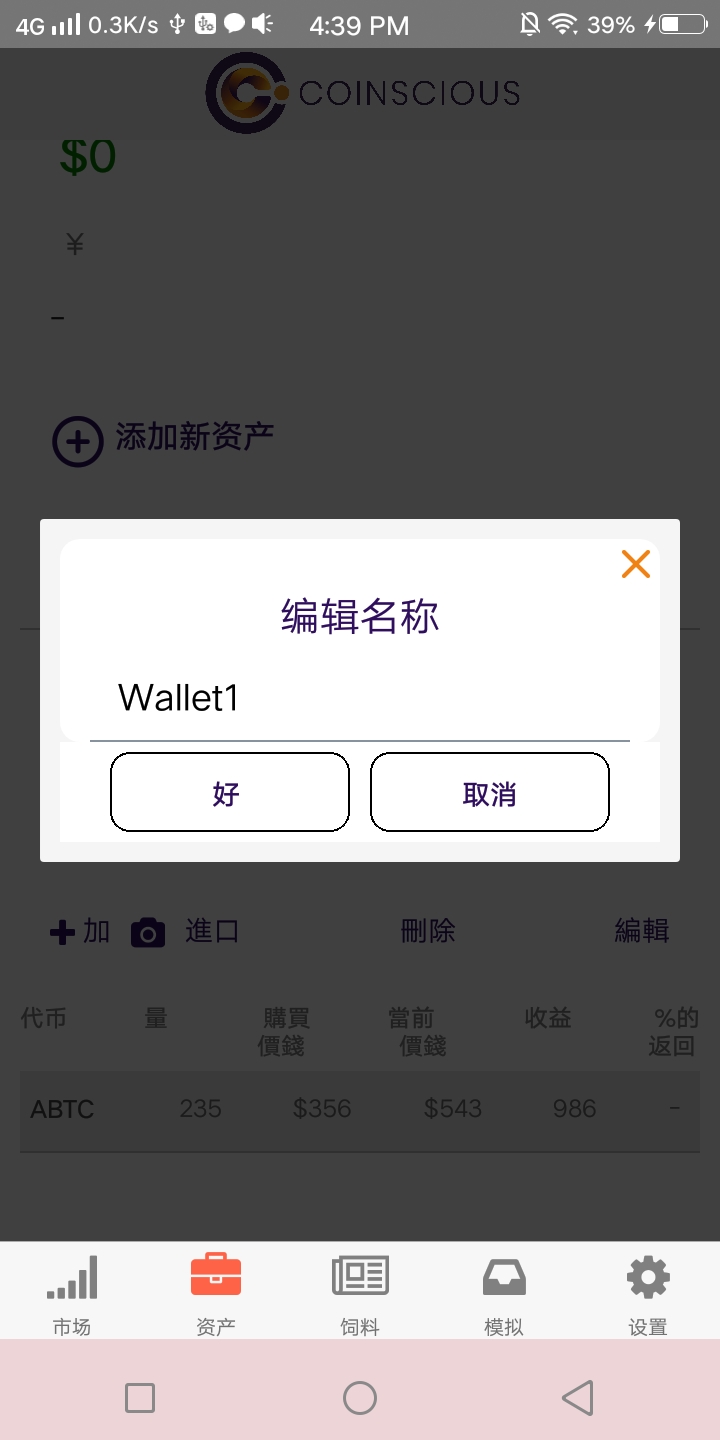 4G 0.3K/s 4:39 PM 39%
COINSCIOUS
$0
¥
-
添加新资产
编辑名称
Wallet1
好 取消
加 進口 刪除 編輯
代币 量 購買 當前 收益 %的
價錢 價錢 返回
ABTC 235 $356 $543 986 -
市场 资产 饲料 模拟 设置